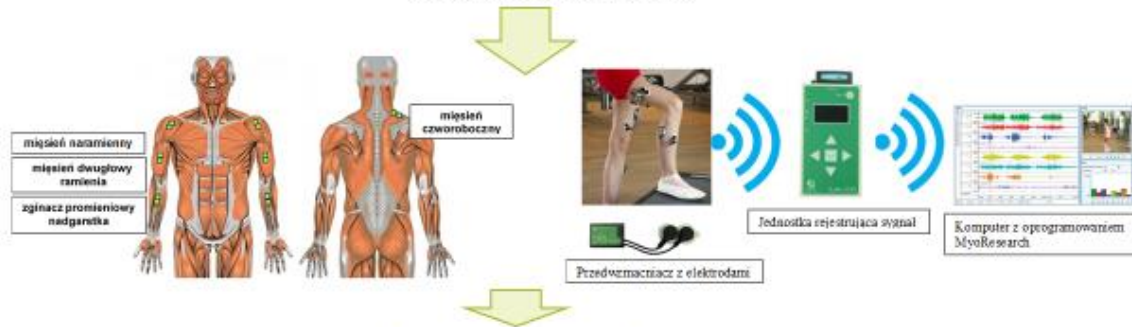 mięsień naramienny
mięsień dwugłowy
ramienia
zginacz promieniowy
nadgarstka
mięsień
czworoboczny
Przedwzmacniacz z elektrodami
Jednostka rejestrująca sygnał
Komputer z oprogramowaniem
MyoResearch